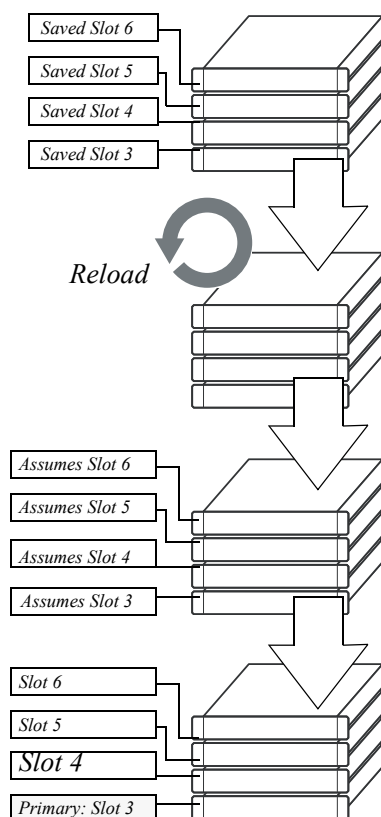 Saved Slot 6
Saved Slot 5
Saved Slot 4
Saved Slot 3
Reload
Assumes Slot 6
Assumes Slot 5
Assumes Slot 4
Assumes Slot 3
Slot 6
Slot 5
Slot 4
Primary: Slot 3